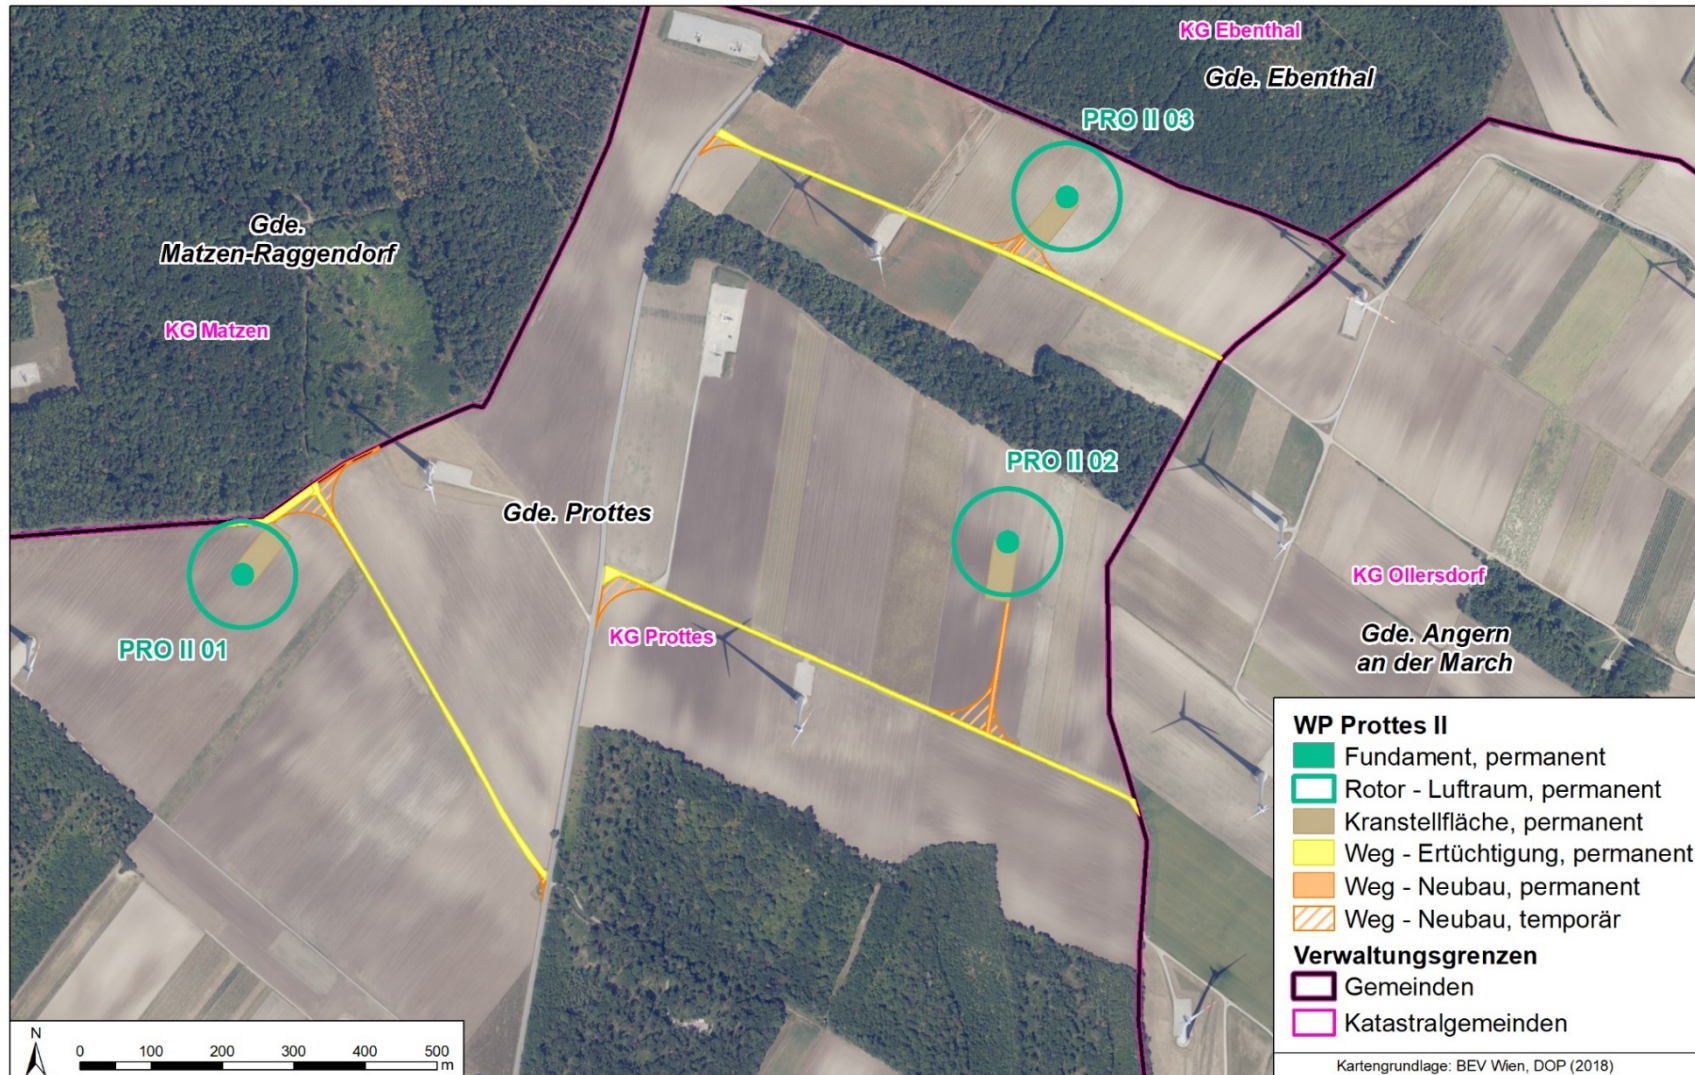 KG Ebenthal
Gde. Ebenthal
PRO II 03
Gde.
Matzen-Raggendorf
KG Matzen
PRO II 02
Gde. Prottes
KG Ollersdorf
KG Prottes
PRO II 01
Gde. Angern
an der March
WP Prottes II
Fundament, permanent
Rotor - Luftraum, permanent
Kranstellfläche, permanent
Weg - Ertüchtigung, permanent
Weg - Neubau, permanent
Weg - Neubau, temporär
Verwaltungsgrenzen
Gemeinden
Katastralgemeinden
Kartengrundlage: BEV Wien, DOP (2018)
N
0 100 200 300 400 500
m